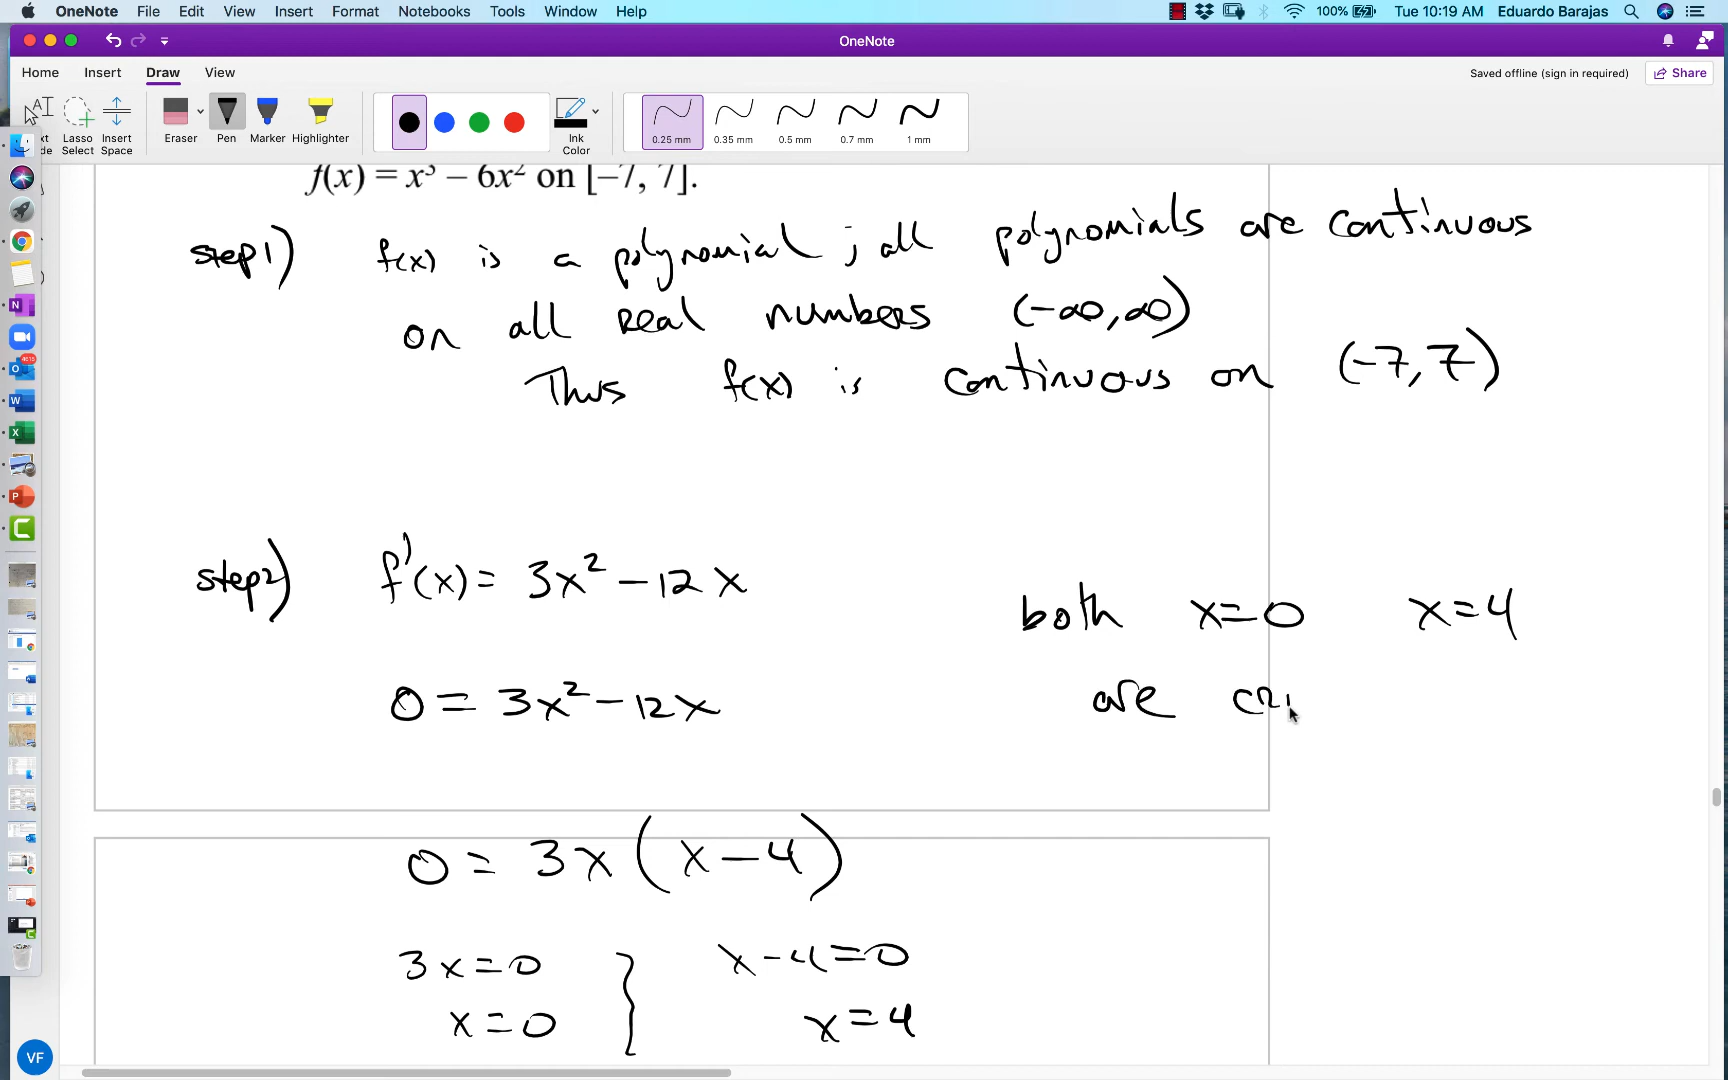 OneNote File Edit View Insert Format Notebooks Tools Window Help 100% Tue 10:19 AM Eduardo Barajas
OneNote
Home Insert Draw View Saved offline (sign in required) Share
Lasso Select Insert Space Eraser Pen Marker Highlighter Ink Color 0.25 mm 0.35 mm 0.5 mm 0.7 mm 1 mm
f(x) = x³ – 6x² on [–7, 7].
step 1) f(x) is a polynomial ; all polynomials are continuous
on all real numbers (-∞,∞)
Thus f(x) is continuous on (-7,7)
step 2) f'(x) = 3x² - 12x
both x=0 x=4
0 = 3x² - 12x
are cri
0 = 3x(x-4)
3x=0 } x-4=0
x=0 x=4
VF